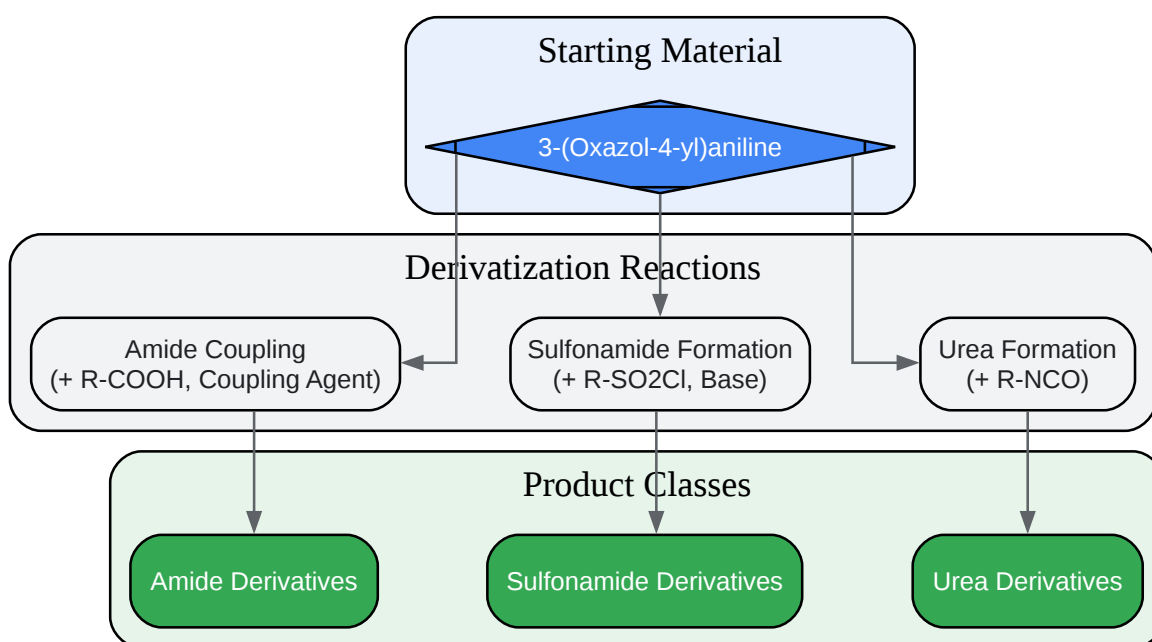 Starting Material
3-(Oxazol-4-yl)aniline
Derivatization Reactions
Amide Coupling
(+ R-COOH, Coupling Agent)
Sulfonamide Formation
(+ R-SO2Cl, Base)
Urea Formation
(+ R-NCO)
Product Classes
Amide Derivatives
Sulfonamide Derivatives
Urea Derivatives